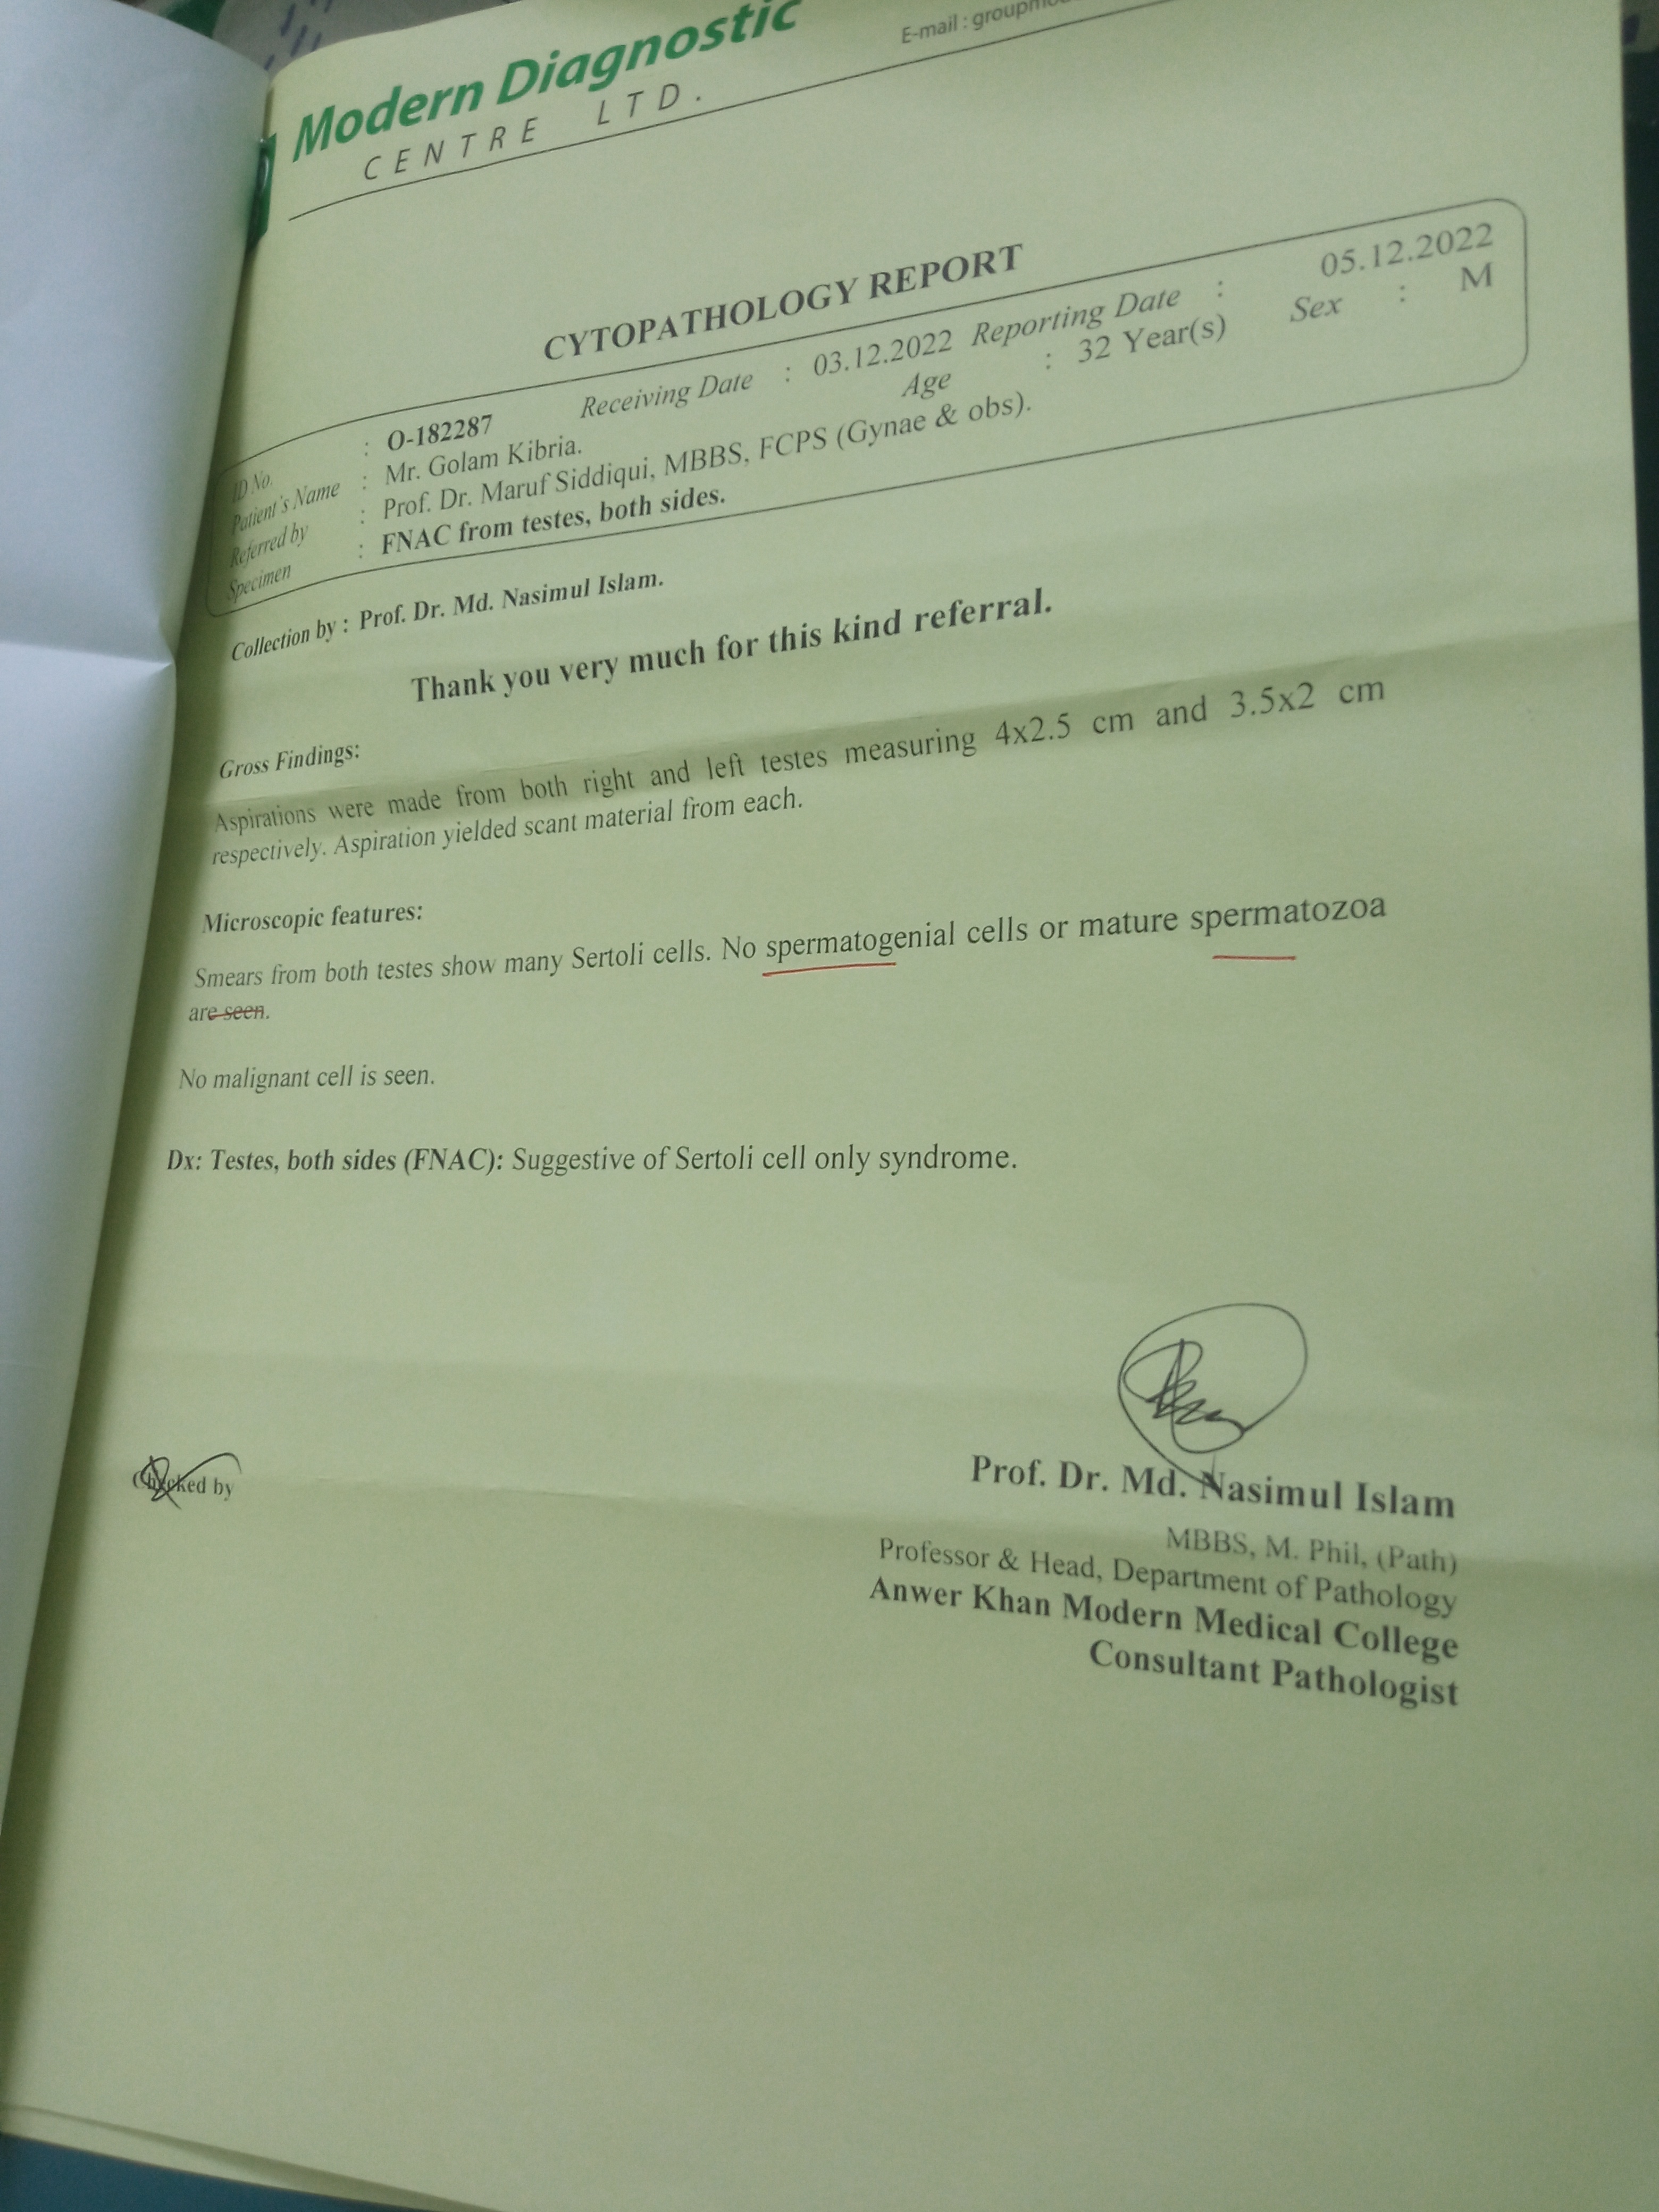 Modern Diagnostic
CENTRE LTD.
E-mail :
CYTOPATHOLOGY REPORT
ID No. : O-182287 Receiving Date : 03.12.2022 Reporting Date : 05.12.2022
Patient's Name : Mr. Golam Kibria. Age : 32 Year(s) Sex : M
Referred by : Prof. Dr. Maruf Siddiqui, MBBS, FCPS (Gynae & obs).
Specimen : FNAC from testes, both sides.
Collection by : Prof. Dr. Md. Nasimul Islam.
Thank you very much for this kind referral.
Gross Findings:
Aspirations were made from both right and left testes measuring 4x2.5 cm and 3.5x2 cm
respectively. Aspiration yielded scant material from each.
Microscopic features:
Smears from both testes show many Sertoli cells. No spermatogenial cells or mature spermatozoa
are seen.
No malignant cell is seen.
Dx: Testes, both sides (FNAC): Suggestive of Sertoli cell only syndrome.
Checked by
Prof. Dr. Md. Nasimul Islam
MBBS, M. Phil, (Path)
Professor & Head, Department of Pathology
Anwer Khan Modern Medical College
Consultant Pathologist